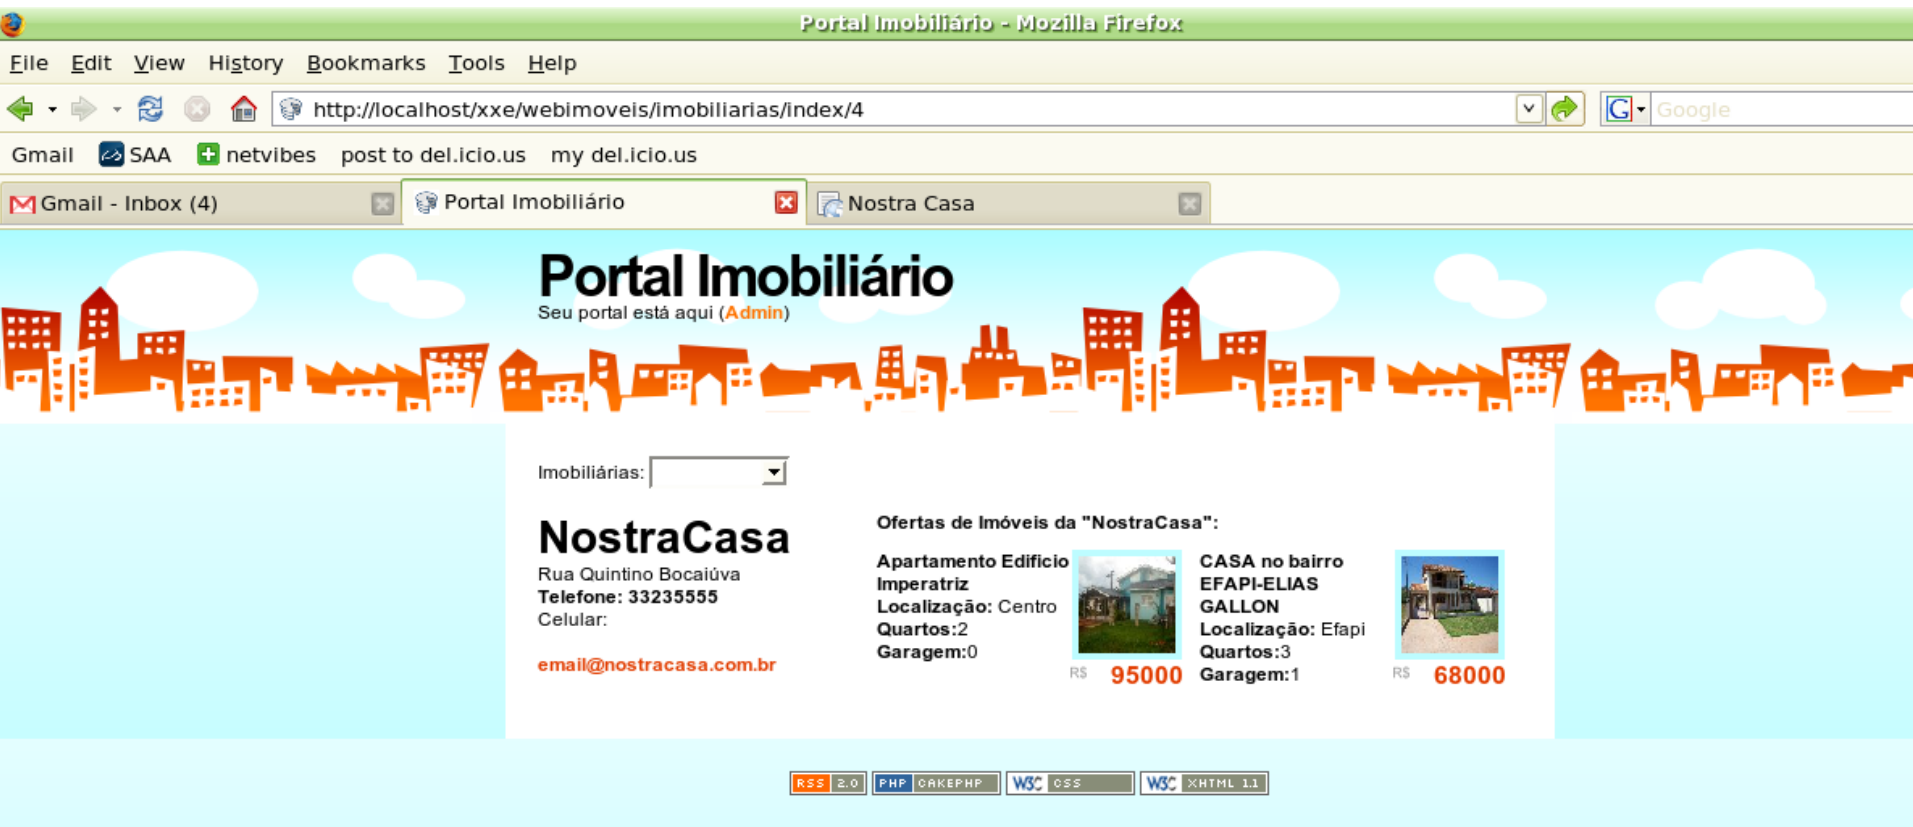 Portal Imobiliário - Mozilla Firefox
File Edit View History Bookmarks Tools Help
http://localhost/xxe/webimoveis/imobiliarias/index/4
G Google
Gmail SAA netvibes post to del.icio.us my del.icio.us
Gmail - Inbox (4) Portal Imobiliário Nostra Casa
Portal Imobiliário
Seu portal está aqui (Admin)
Imobiliárias:
NostraCasa
Rua Quintino Bocaiúva
Telefone: 33235555
Celular:
email@nostracasa.com.br
Ofertas de Imóveis da "NostraCasa":
Apartamento Edificio
Imperatriz
Localização: Centro
Quartos:2
Garagem:0
R$ 95000
CASA no bairro
EFAPI-ELIAS
GALLON
Localização: Efapi
Quartos:3
Garagem:1
R$ 68000
RSS 2.0 PHP CAKEPHP W3C CSS W3C XHTML 1.1